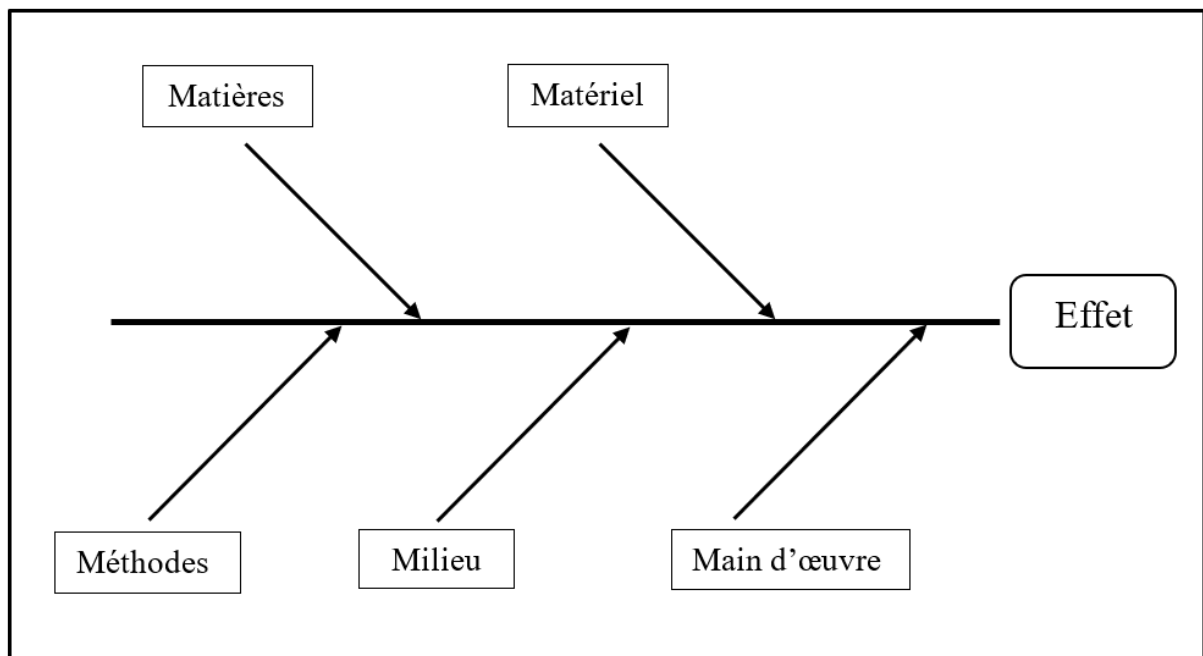 Matières
Matériel
Effet
Méthodes
Milieu
Main d’œuvre